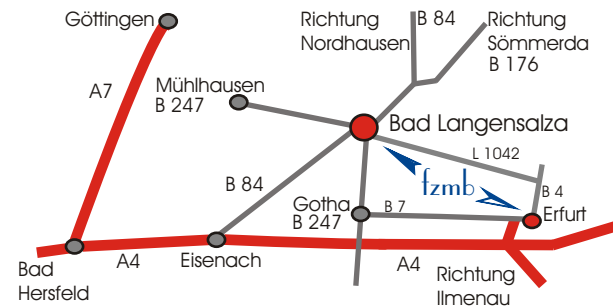 Göttingen
Richtung
Nordhausen
B 84
Richtung
Sömmerda
B 176
A7
Mühlhausen
B 247
Bad Langensalza
L 1042
fzmb
B 84
B 4
Gotha
B 247
B 7
Erfurt
Bad
Hersfeld
A4
Eisenach
A4
Richtung
Ilmenau